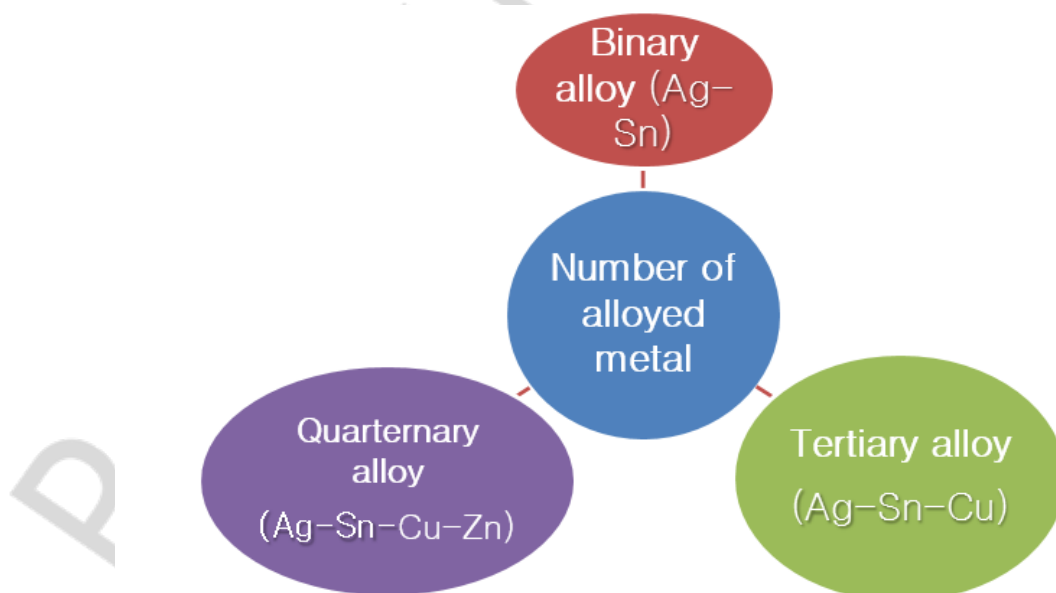 Binary
alloy (Ag-
Sn)
Number of
alloyed
metal
Quarternary
alloy
(Ag-Sn-Cu-Zn)
Tertiary alloy
(Ag-Sn-Cu)